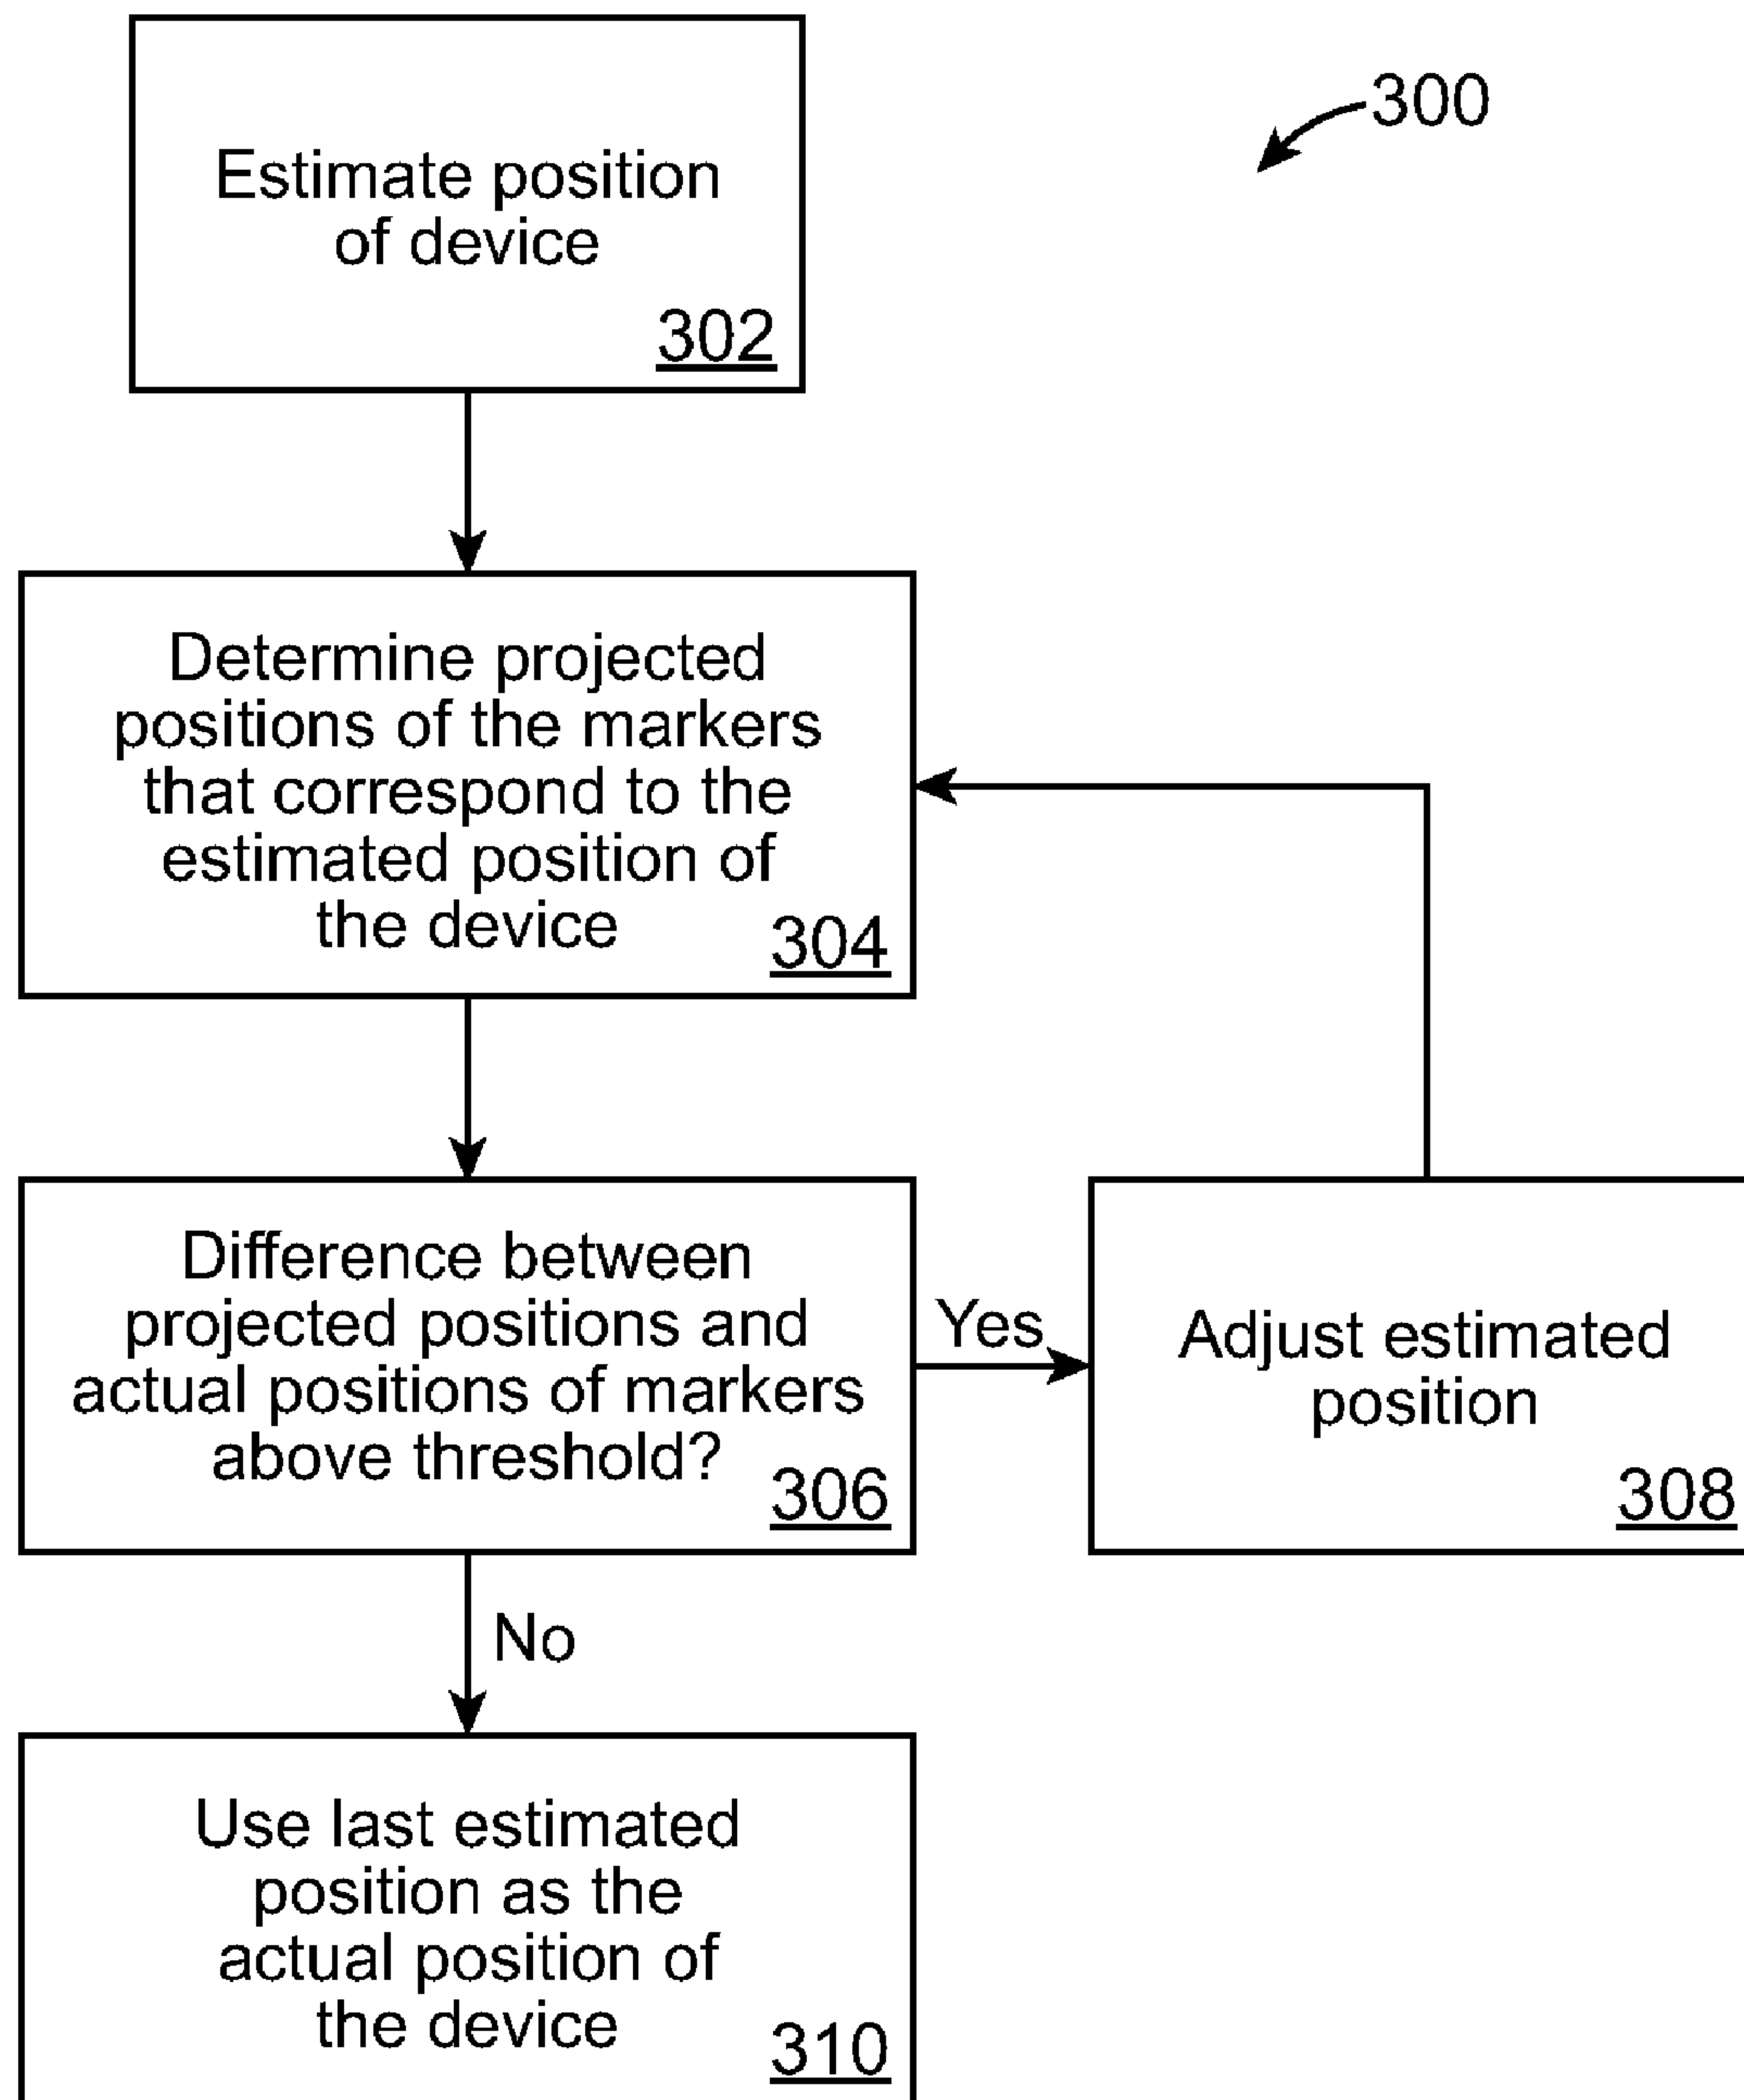 300
Estimate position
of device
302
Determine projected
positions of the markers
that correspond to the
estimated position of
the device
304
Difference between
projected positions and
actual positions of markers
above threshold?
306
Yes
Adjust estimated
position
308
No
Use last estimated
position as the
actual position of
the device
310